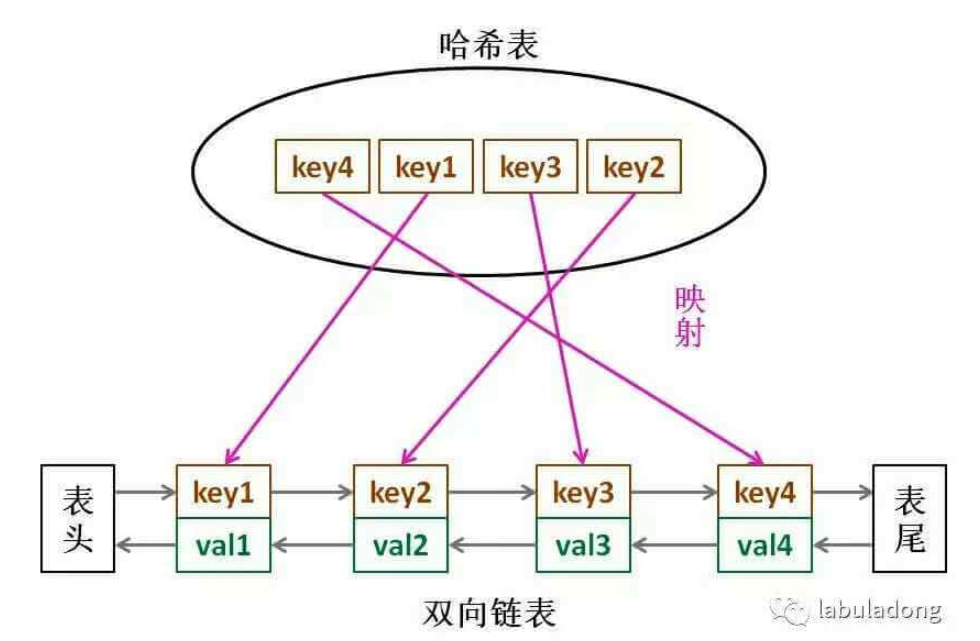 哈希表
key4 key1 key3 key2
映
射
表
头
key1 key2 key3 key4
val1 val2 val3 val4
表
尾
双向链表
labuladong